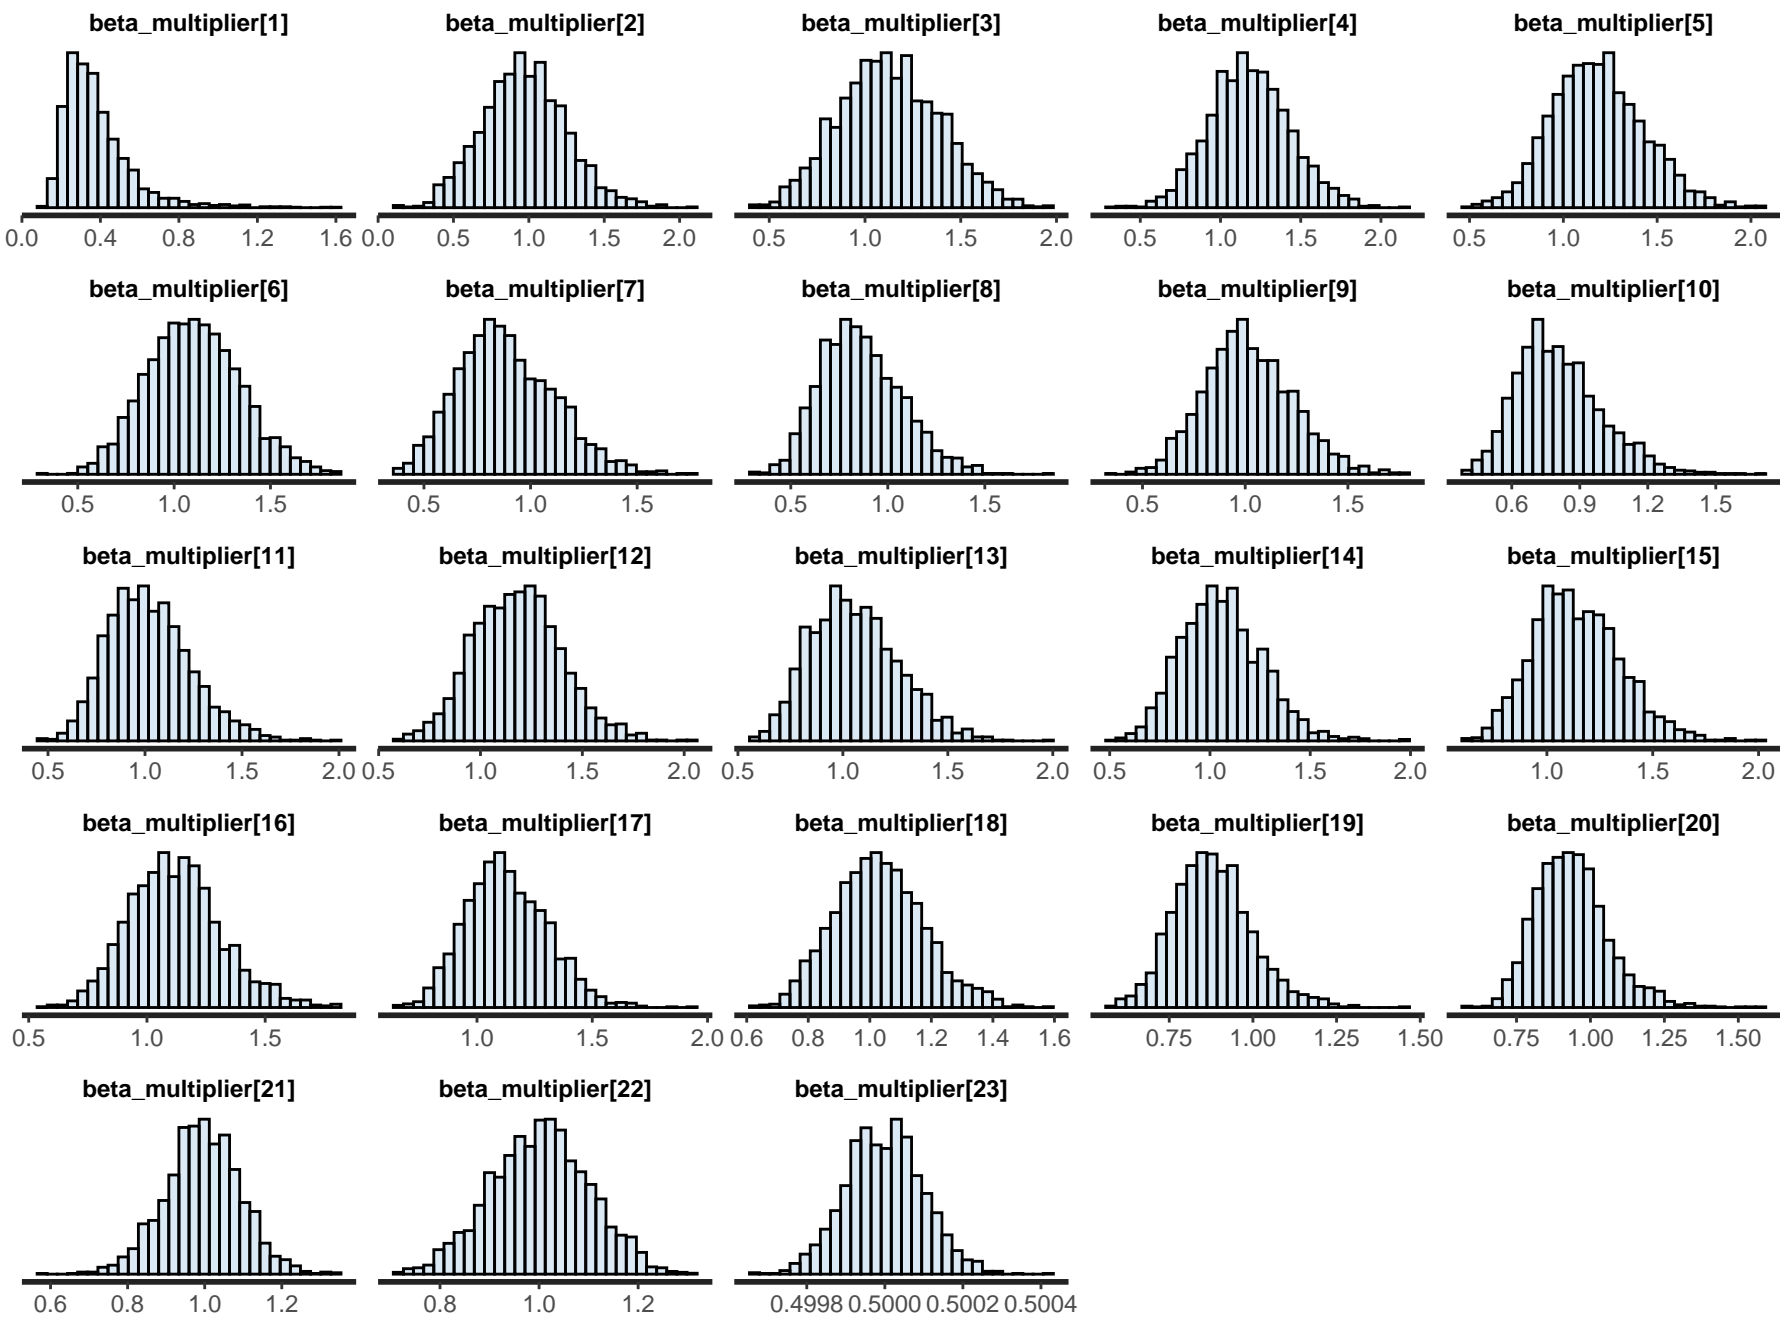 beta_multiplier[1] beta_multiplier[2] beta_multiplier[3] beta_multiplier[4] beta_multiplier[5]
0.0 0.4 0.8 1.2 1.6 0.0 0.5 1.0 1.5 2.0 0.5 1.0 1.5 2.0 0.5 1.0 1.5 2.0 0.5 1.0 1.5 2.0
beta_multiplier[6] beta_multiplier[7] beta_multiplier[8] beta_multiplier[9] beta_multiplier[10]
0.5 1.0 1.5 0.5 1.0 1.5 0.5 1.0 1.5 0.5 1.0 1.5 0.6 0.9 1.2 1.5
beta_multiplier[11] beta_multiplier[12] beta_multiplier[13] beta_multiplier[14] beta_multiplier[15]
0.5 1.0 1.5 2.0 0.5 1.0 1.5 2.0 0.5 1.0 1.5 2.0 0.5 1.0 1.5 2.0 1.0 1.5 2.0
beta_multiplier[16] beta_multiplier[17] beta_multiplier[18] beta_multiplier[19] beta_multiplier[20]
0.5 1.0 1.5 1.0 1.5 2.0 0.6 0.8 1.0 1.2 1.4 1.6 0.75 1.00 1.25 1.50 0.75 1.00 1.25 1.50
beta_multiplier[21] beta_multiplier[22] beta_multiplier[23]
0.6 0.8 1.0 1.2 0.8 1.0 1.2 0.4998 0.5000 0.5002 0.5004